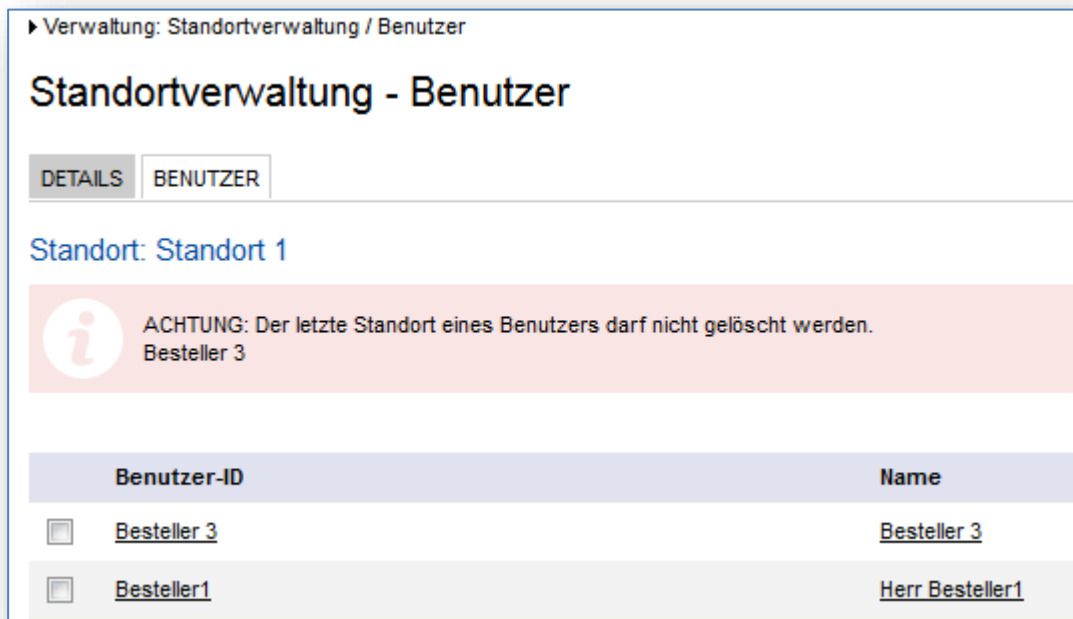 Verwaltung: Standortverwaltung / Benutzer
Standortverwaltung - Benutzer
DETAILS BENUTZER
Standort: Standort 1
ACHTUNG: Der letzte Standort eines Benutzers darf nicht gelöscht werden.
Besteller 3
Benutzer-ID Name
Besteller 3 Besteller 3
Besteller1 Herr Besteller1